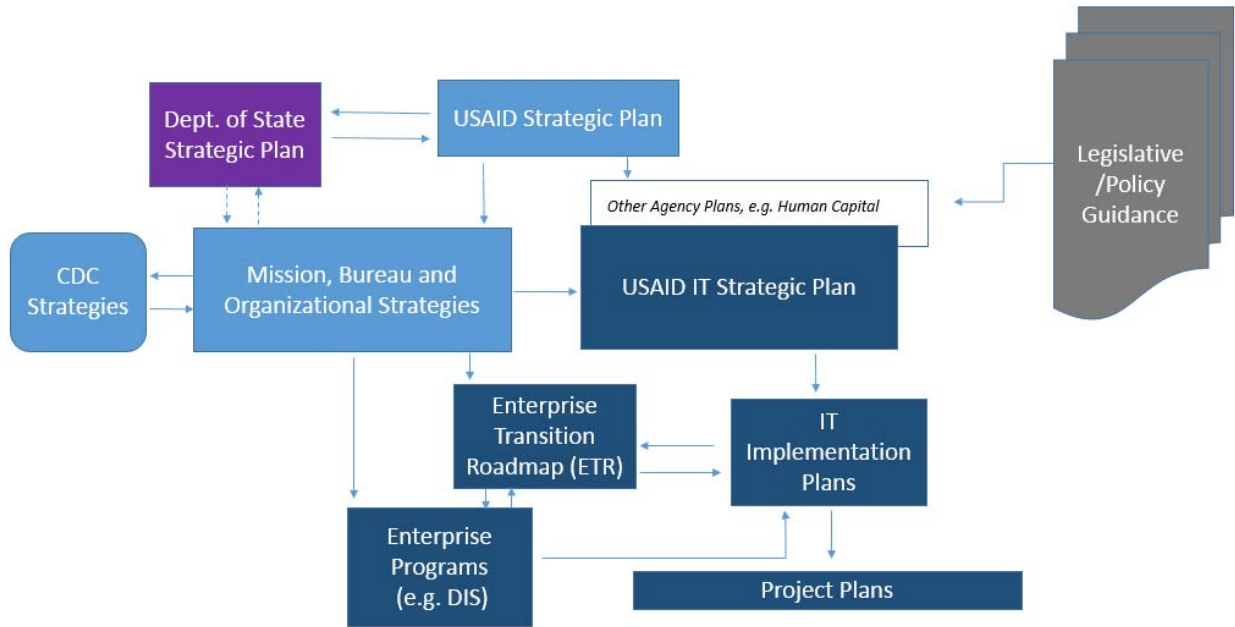 Dept. of State
Strategic Plan
USAID Strategic Plan
Legislative
/Policy
Guidance
Other Agency Plans, e.g. Human Capital
CDC
Strategies
Mission, Bureau and
Organizational Strategies
USAID IT Strategic Plan
Enterprise
Transition
Roadmap (ETR)
IT
Implementation
Plans
Enterprise
Programs
(e.g. DIS)
Project Plans